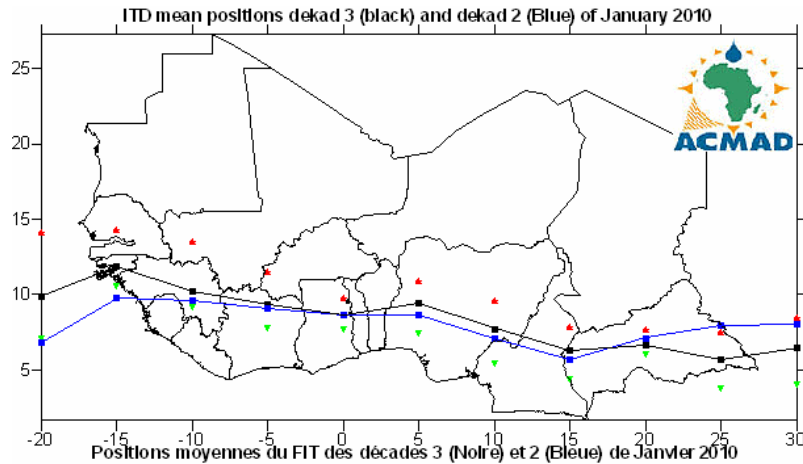 ITD mean positions dekad 3 (black) and dekad 2 (Blue) of January 2010
25
20
15
10
5
ACMAD
-20 -15 -10 -5 0 5 10 15 20 25 30
Positions moyennes du FIT des décades 3 (Noire) et 2 (Bleue) de Janvier 2010